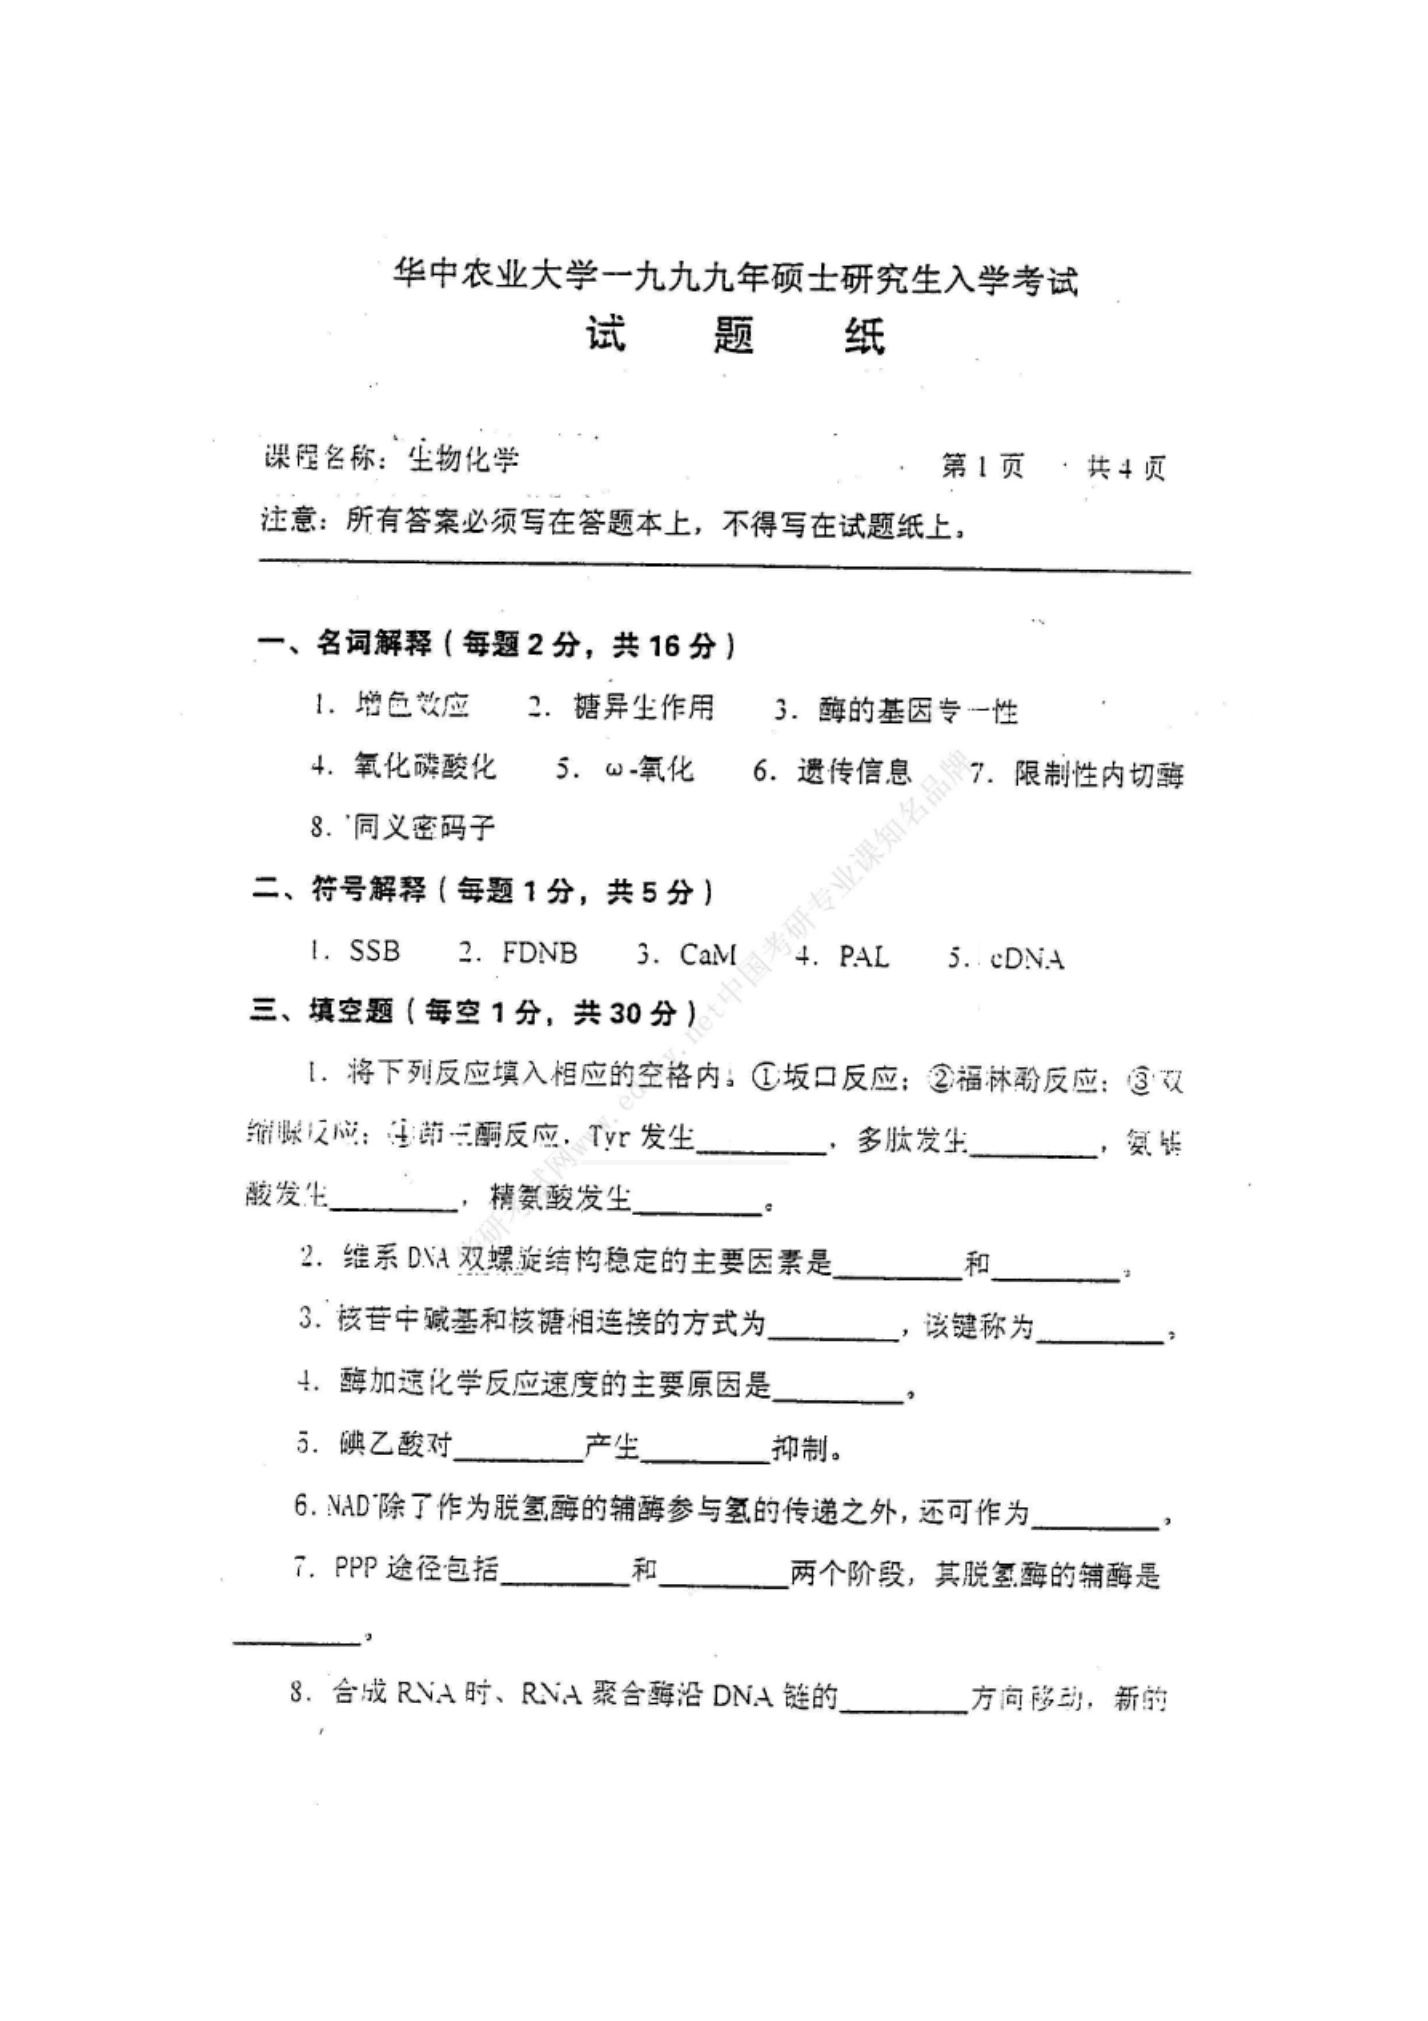 华中农业大学一九九九年硕士研究生入学考试
试 题 纸
课程名称：生物化学 第1页 共4页
注意：所有答案必须写在答题本上，不得写在试题纸上。
一、名词解释（每题2分，共16分）
1．增色效应 2．糖异生作用 3．酶的基因专一性
4．氧化磷酸化 5．ω-氧化 6．遗传信息 7．限制性内切酶
8．同义密码子
二、符号解释（每题1分，共5分）
1．SSB 2．FDNB 3．CaM 4．PAL 5．cDNA
三、填空题（每空1分，共30分）
1．将下列反应填入相应的空格内。①坂口反应；②福林酚反应；③双
缩脲反应；④茚三酮反应．Tyr 发生________，多肽发生________，氨基
酸发生________，精氨酸发生________。
2．维系DNA双螺旋结构稳定的主要因素是________和________。
3．核苷中碱基和核糖相连接的方式为________，该键称为________。
4．酶加速化学反应速度的主要原因是________。
5．碘乙酸对________产生________抑制。
6．NAD⁺除了作为脱氢酶的辅酶参与氢的传递之外，还可作为________。
7．PPP 途径包括________和________两个阶段，其脱氢酶的辅酶是
________。
8．合成 RNA 时、RNA 聚合酶沿 DNA 链的________方向移动，新的
中国考研专业课知名品牌